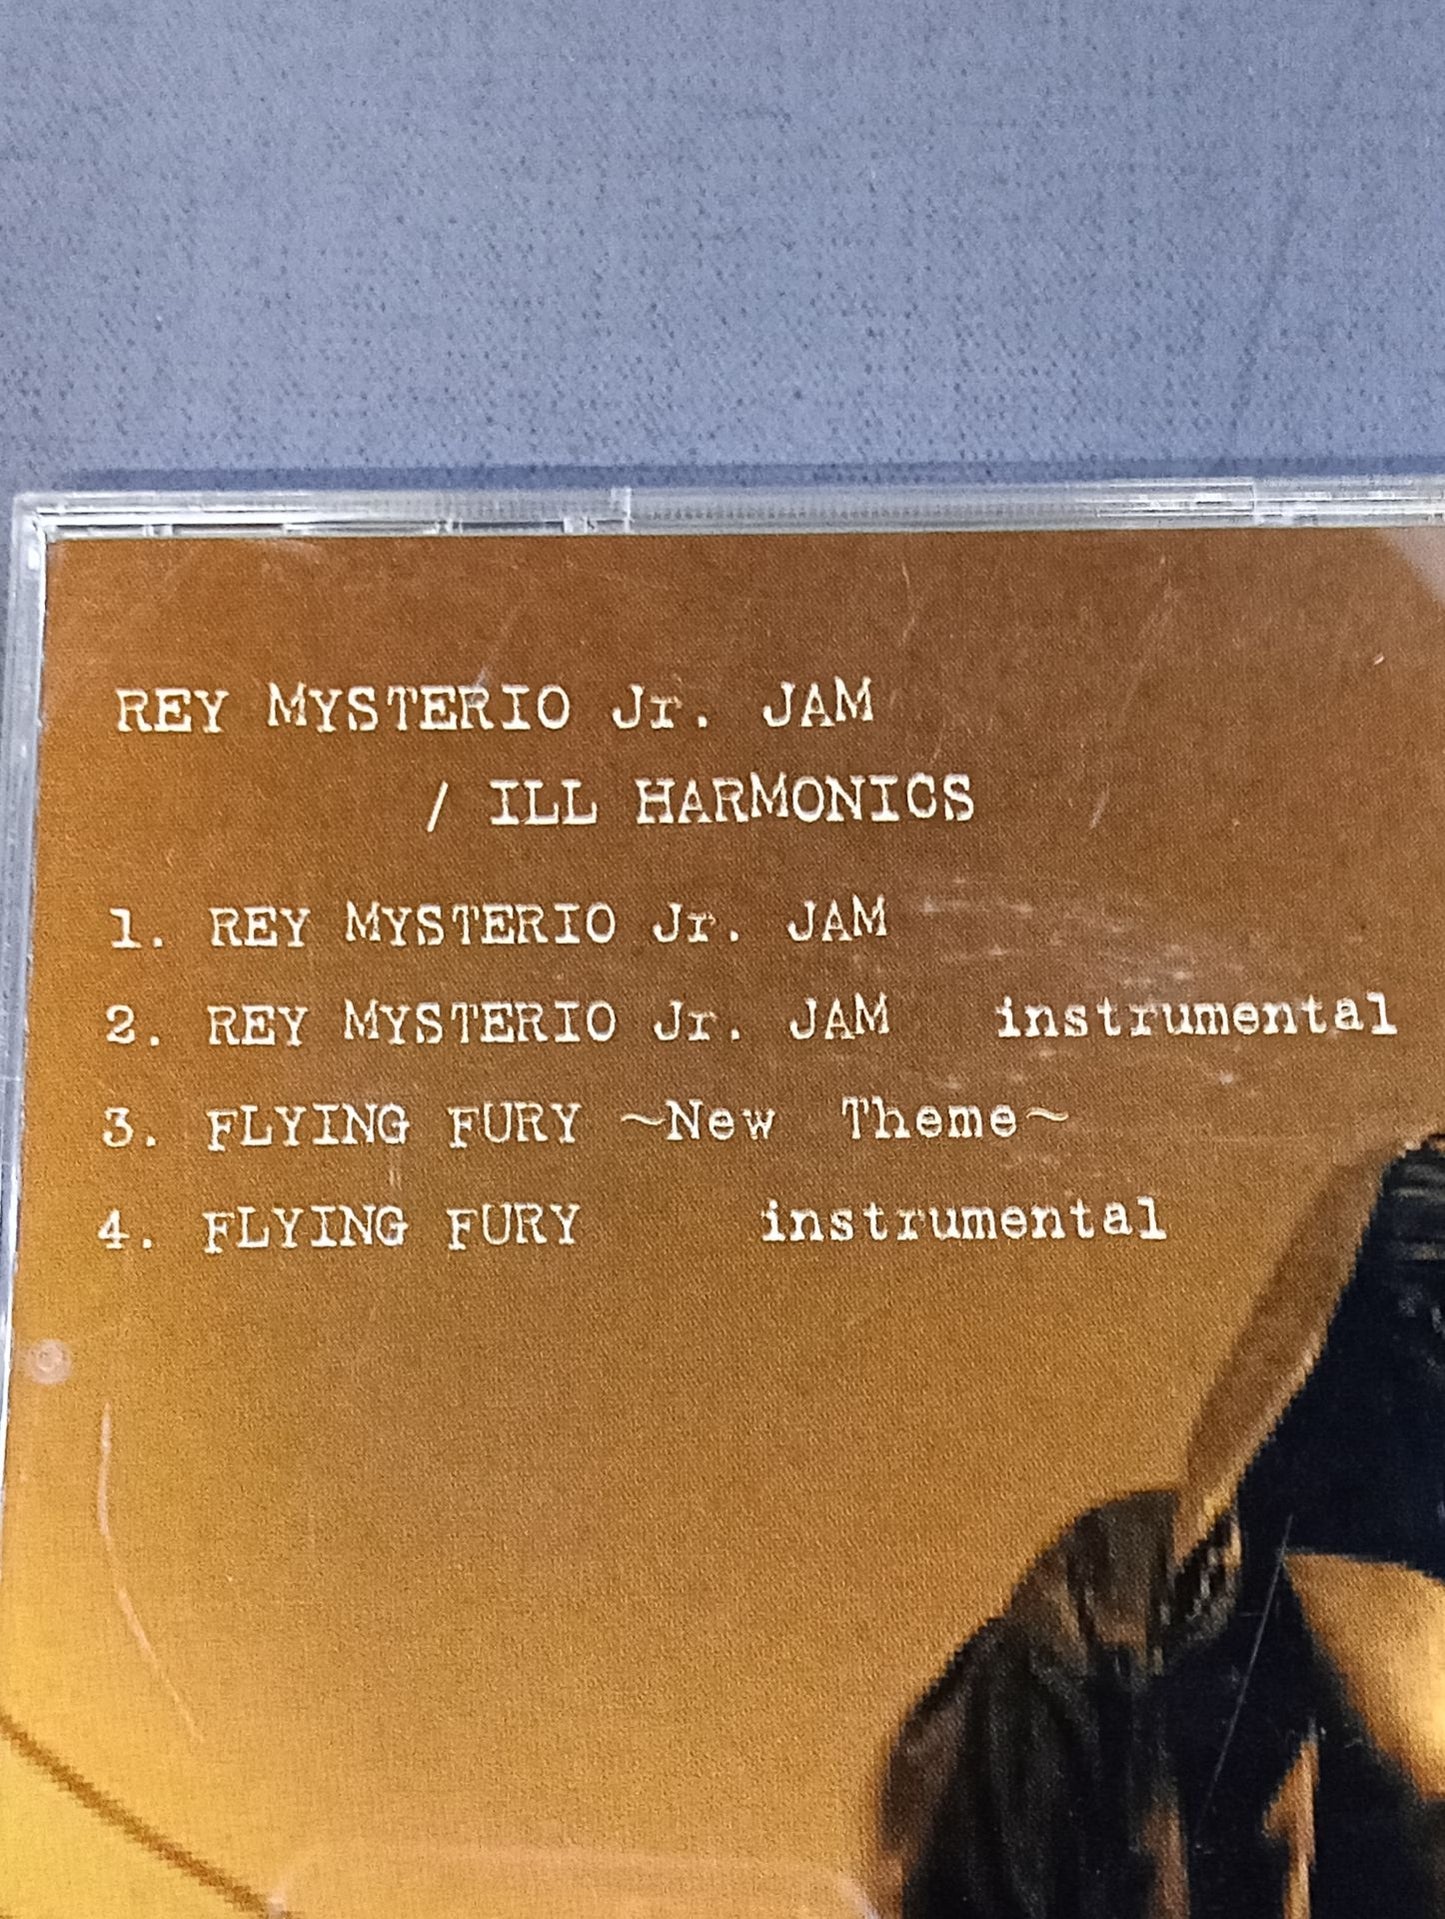 REY MYSTERIO Jr. JAM
/ ILL HARMONICS
1. REY MYSTERIO Jr. JAM
2. REY MYSTERIO Jr. JAM instrumental
3. FLYING FURY ~New Theme~
4. FLYING FURY instrumental